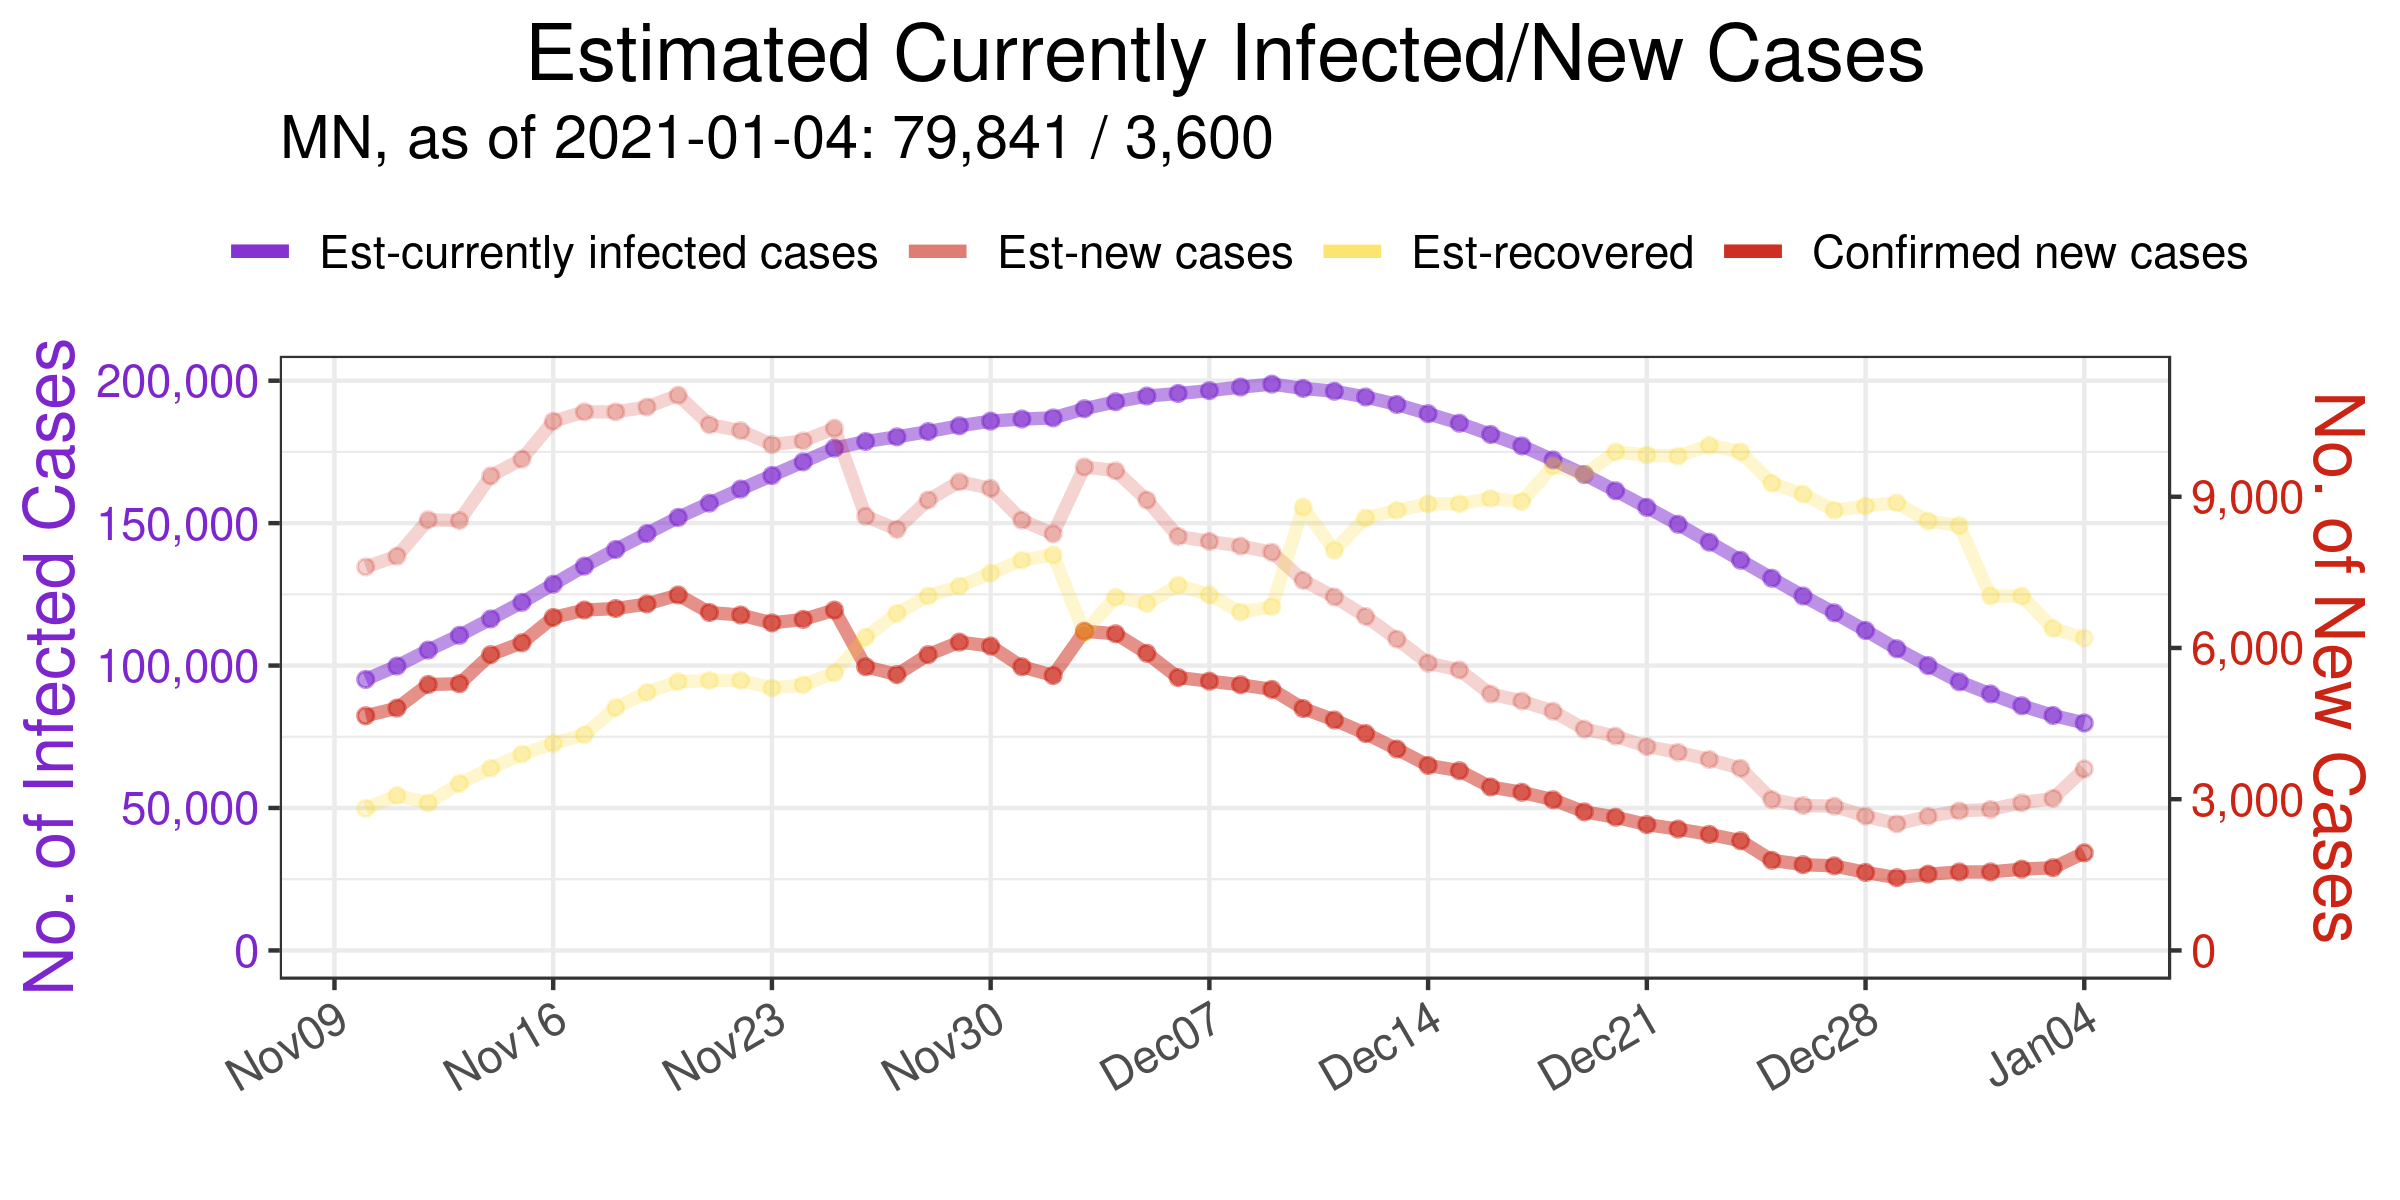 Estimated Currently Infected/New Cases
MN, as of 2021-01-04: 79,841 / 3,600
Est-currently infected cases Est-new cases Est-recovered Confirmed new cases
No. of Infected Cases
200,000
150,000
100,000
50,000
0
No. of New Cases
9,000
6,000
3,000
0
Nov09 Nov16 Nov23 Nov30 Dec07 Dec14 Dec21 Dec28 Jan04